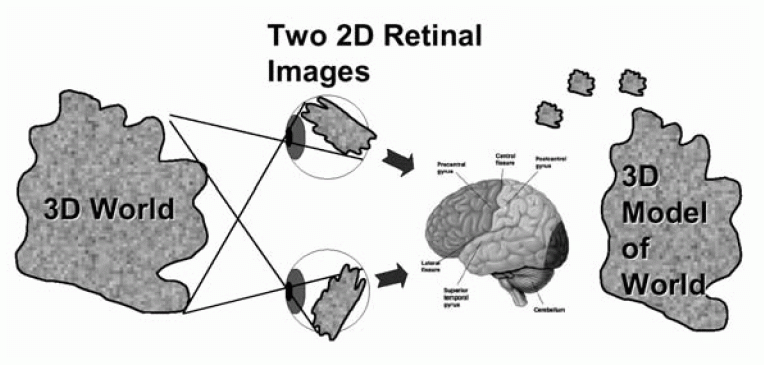 Two 2D Retinal
Images
3D World
Precentral
gyrus
Central
fissure
Postcentral
gyrus
Lateral
fissure
Superior
temporal
gyrus
Cerebellum
3D
Model
of
World